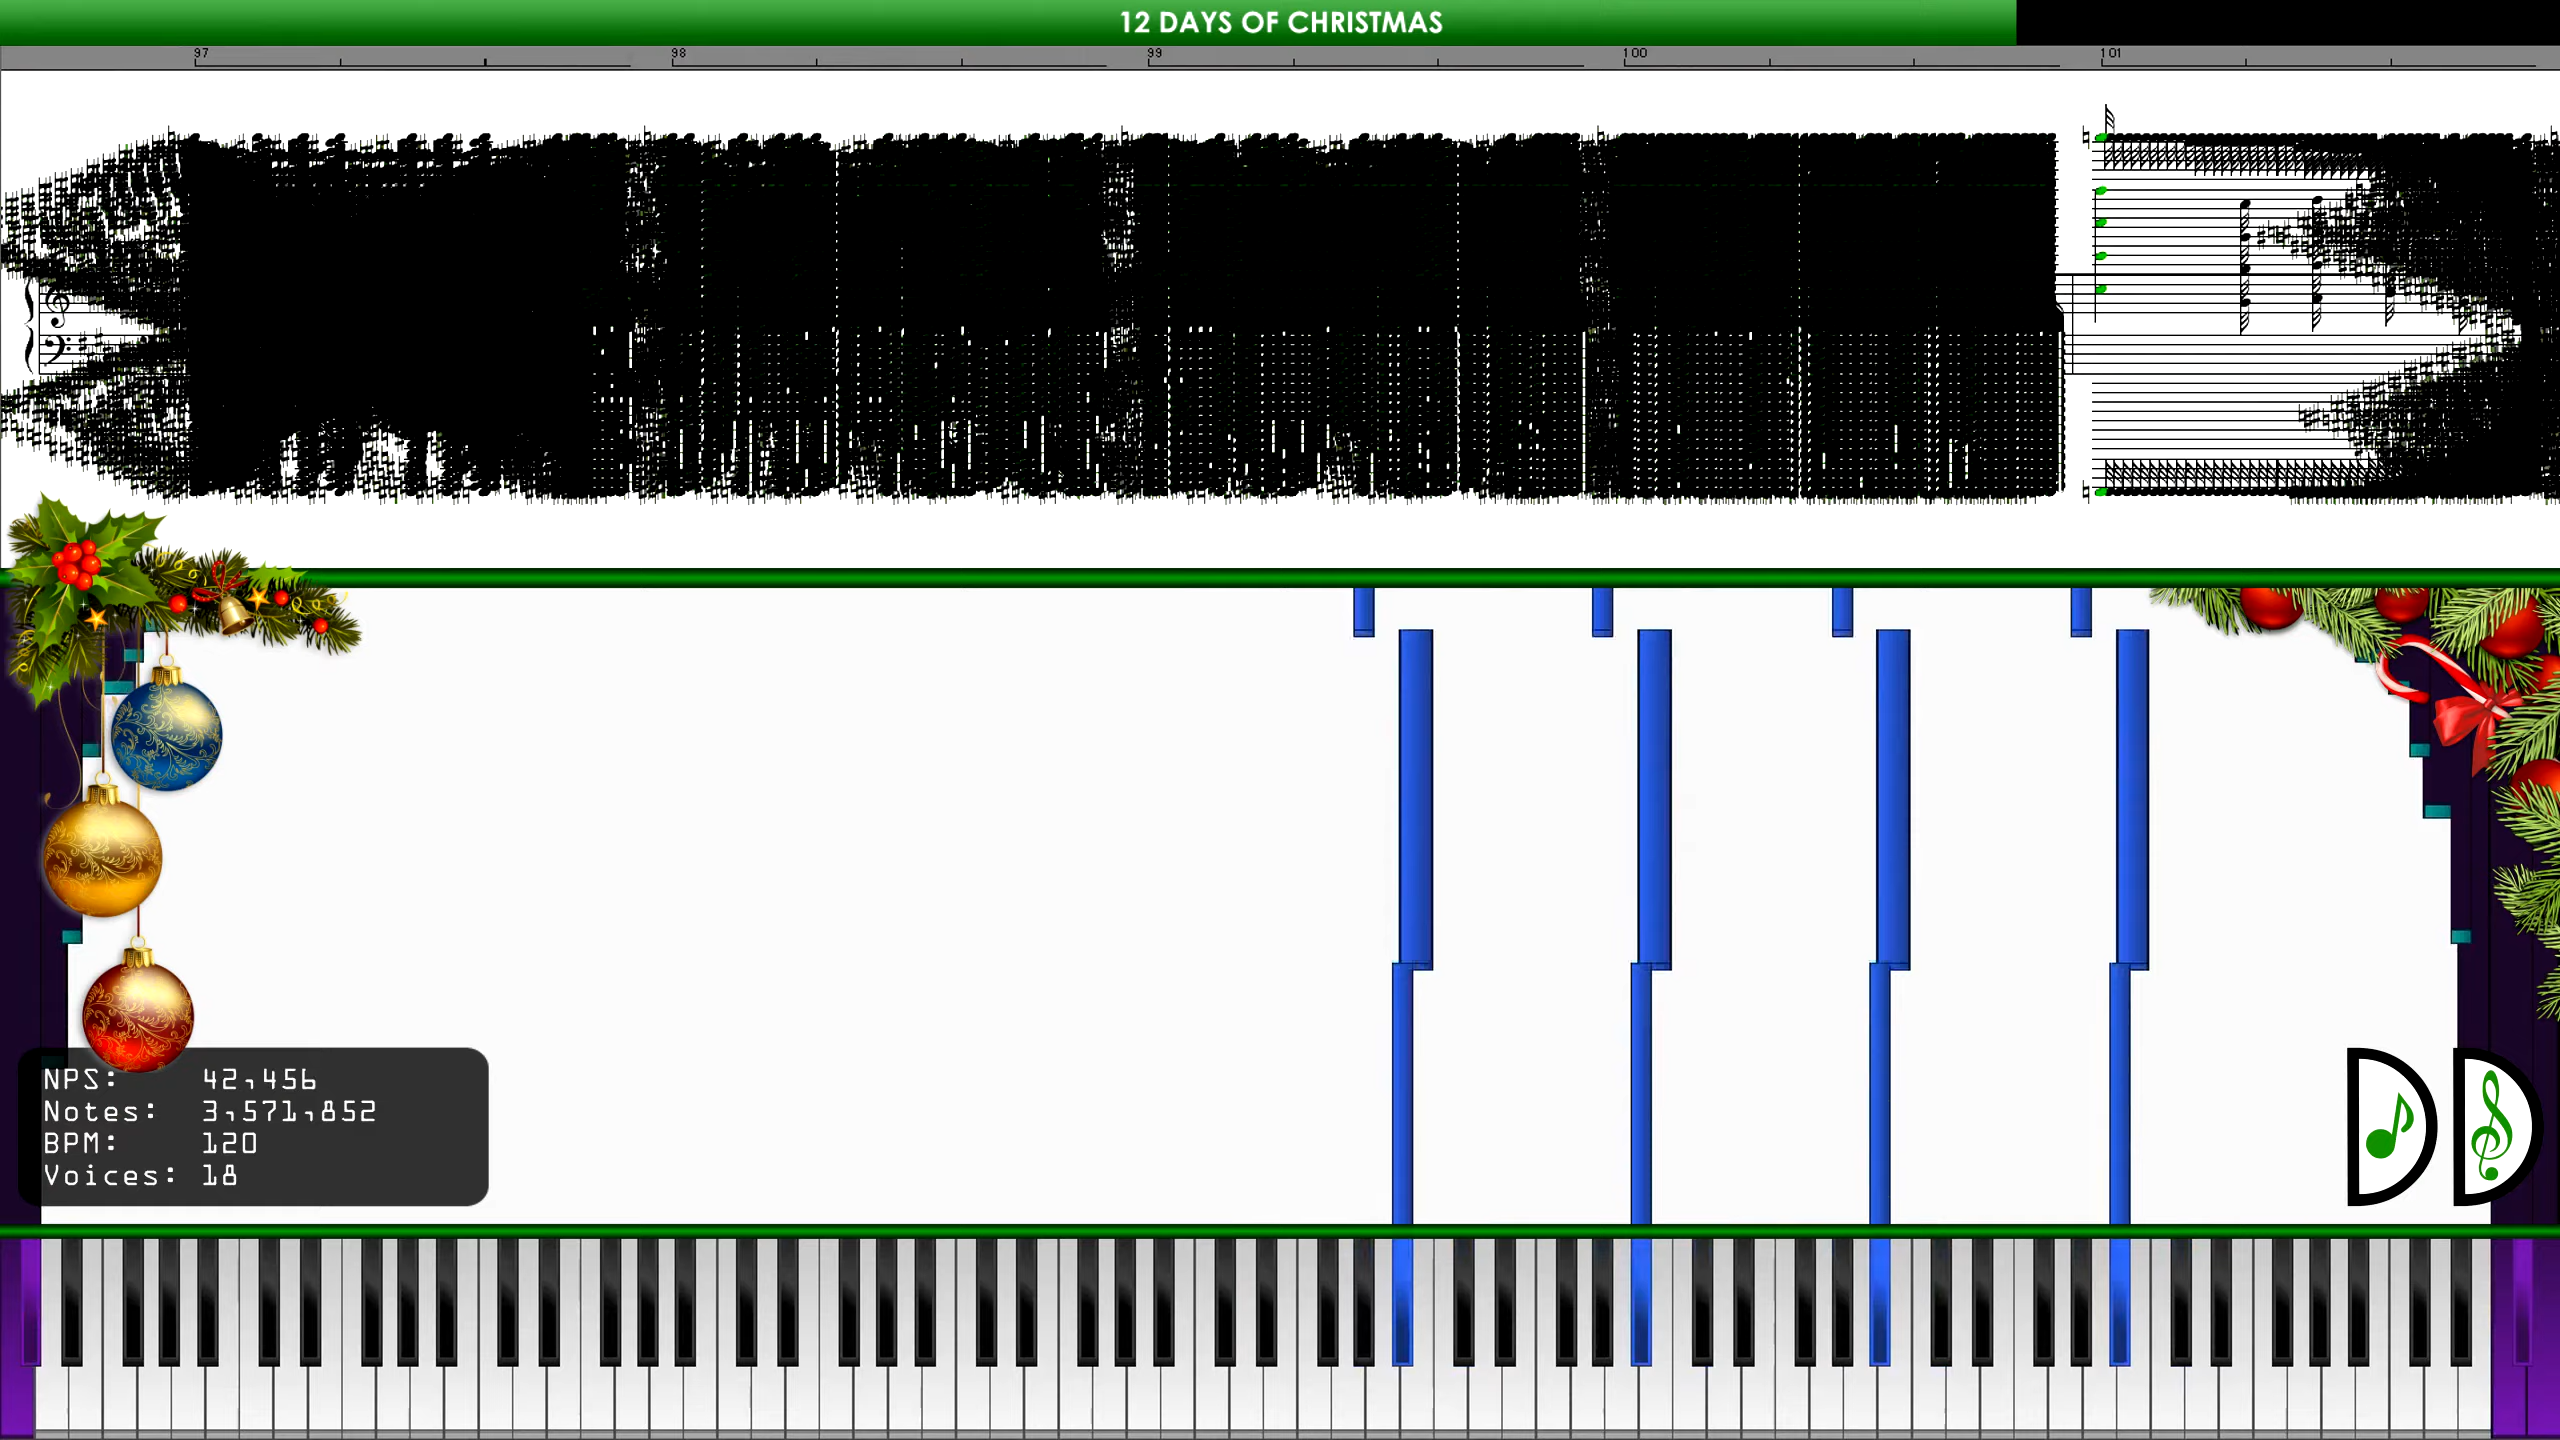 12 DAYS OF CHRISTMAS
97 98 99 100 101
NPS: 42,456
Notes: 3,571,852
BPM: 120
Voices: 18